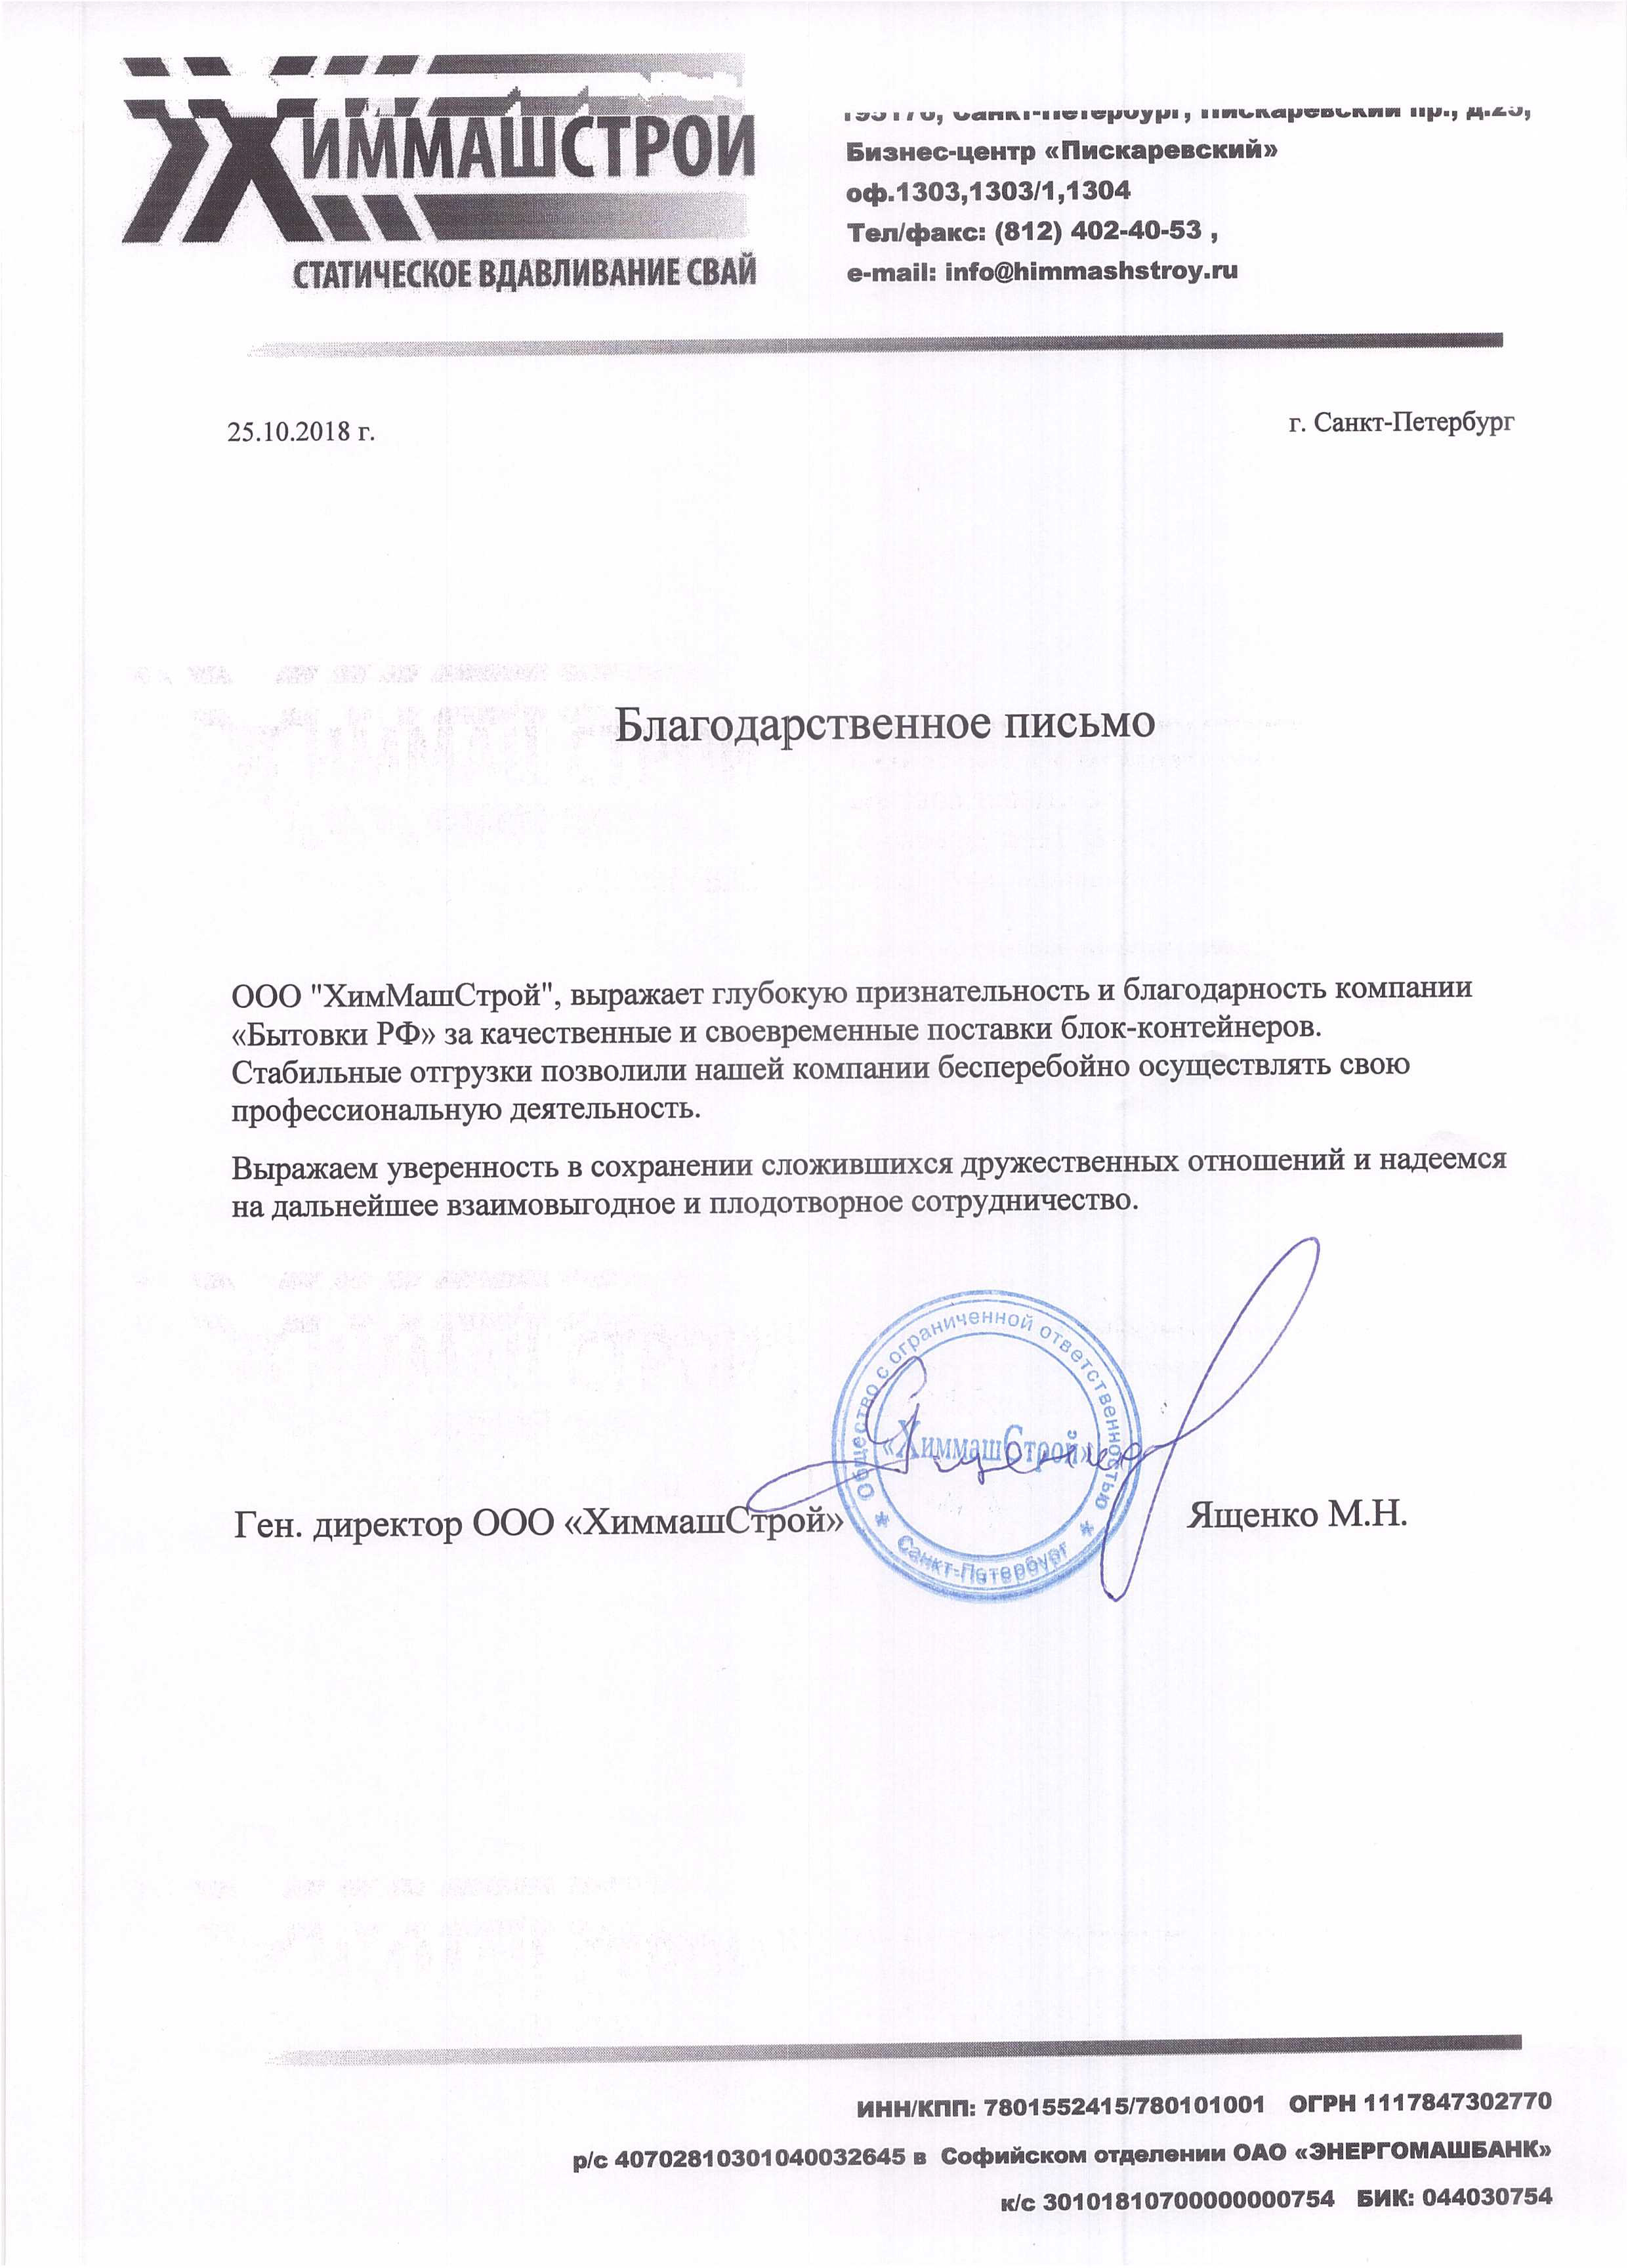 ХИММАШСТРОЙ
СТАТИЧЕСКОЕ ВДАВЛИВАНИЕ СВАЙ
Санкт-Петербург, Пискаревский пр.,
Бизнес-центр «Пискаревский»
оф.1303,1303/1,1304
Тел/факс: (812) 402-40-53 ,
e-mail: info@himmashstroy.ru
25.10.2018 г.
г. Санкт-Петербург
Благодарственное письмо
ООО "ХимМашСтрой", выражает глубокую признательность и благодарность компании
«Бытовки РФ» за качественные и своевременные поставки блок-контейнеров.
Стабильные отгрузки позволили нашей компании бесперебойно осуществлять свою
профессиональную деятельность.
Выражаем уверенность в сохранении сложившихся дружественных отношений и надеемся
на дальнейшее взаимовыгодное и плодотворное сотрудничество.
Общество с ограниченной ответственностью
«ХиммашСтрой»
* Санкт-Петербург *
Ген. директор ООО «ХиммашСтрой»
Ященко М.Н.
ИНН/КПП: 7801552415/780101001 ОГРН 1117847302770
р/с 40702810301040032645 в Софийском отделении ОАО «ЭНЕРГОМАШБАНК»
к/с 30101810700000000754 БИК: 044030754